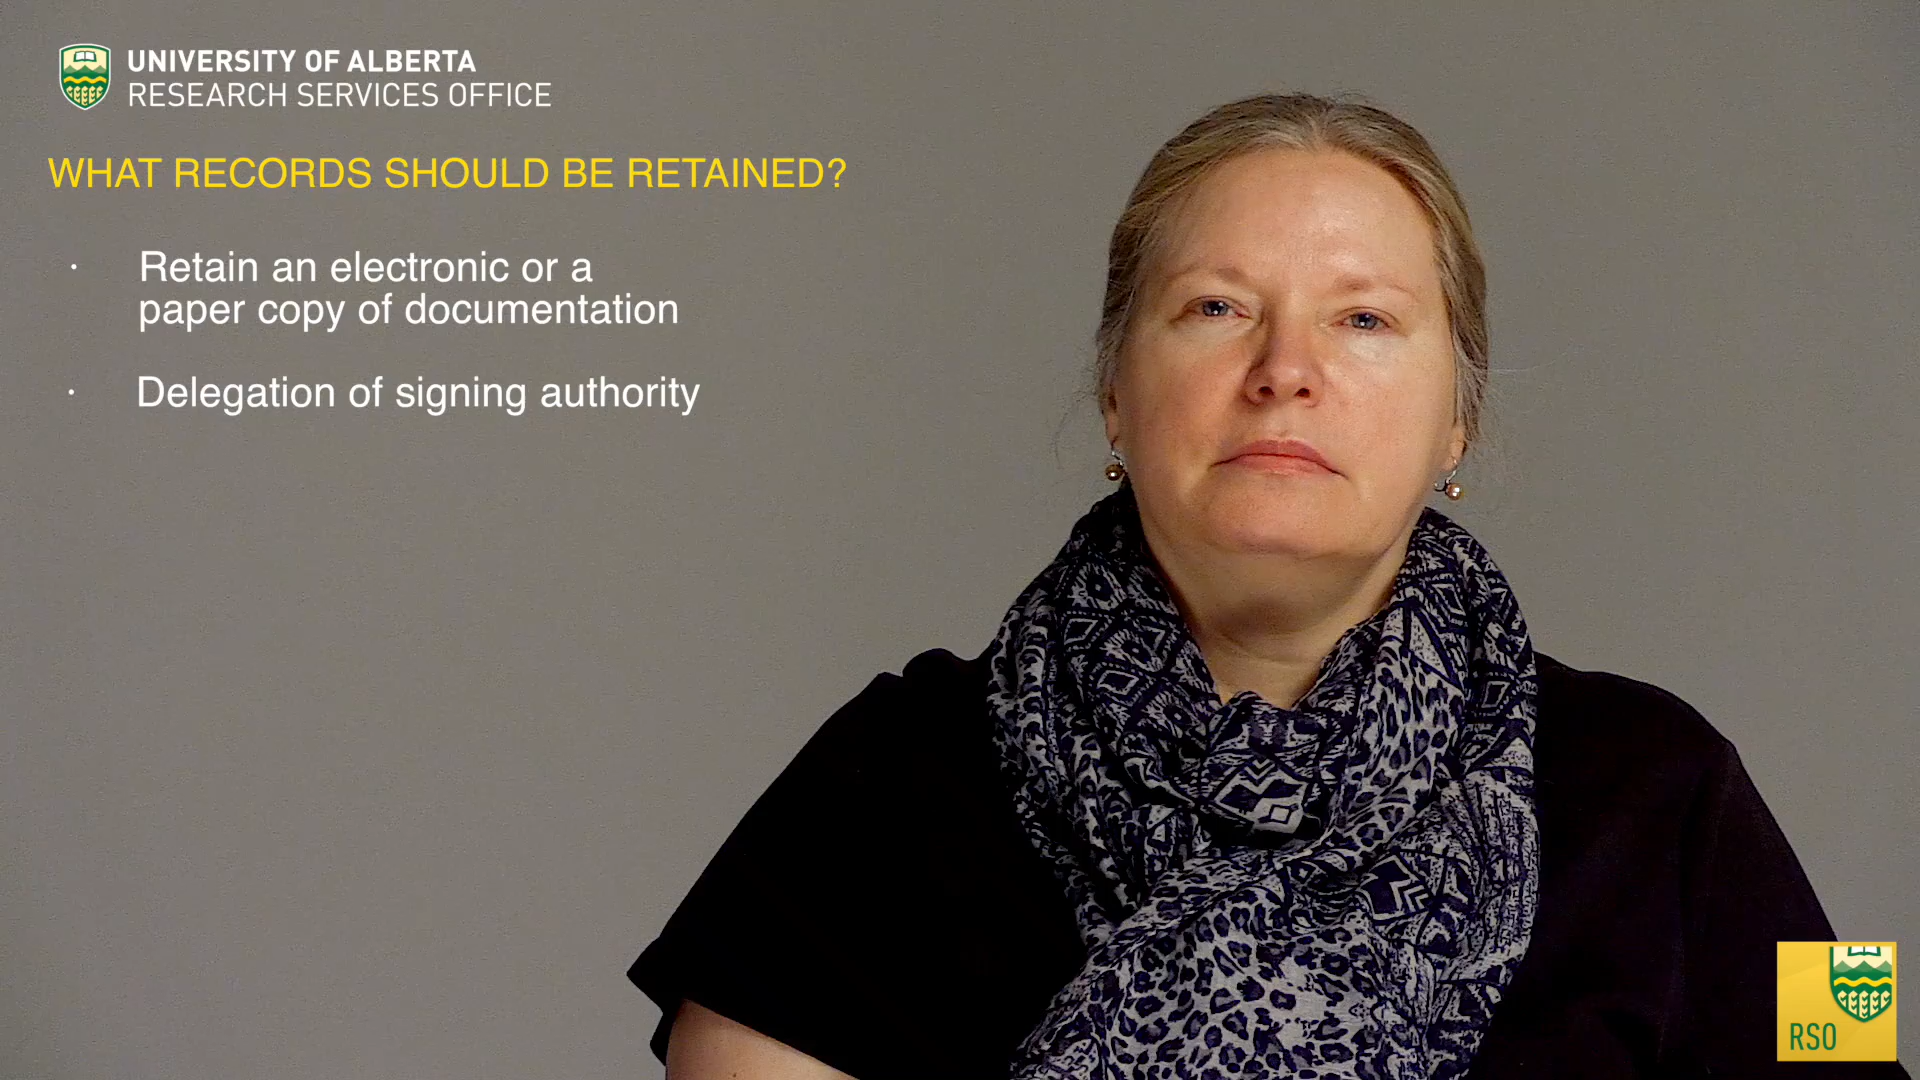 UNIVERSITY OF ALBERTA
RESEARCH SERVICES OFFICE
WHAT RECORDS SHOULD BE RETAINED?
· Retain an electronic or a
paper copy of documentation
· Delegation of signing authority
RSO